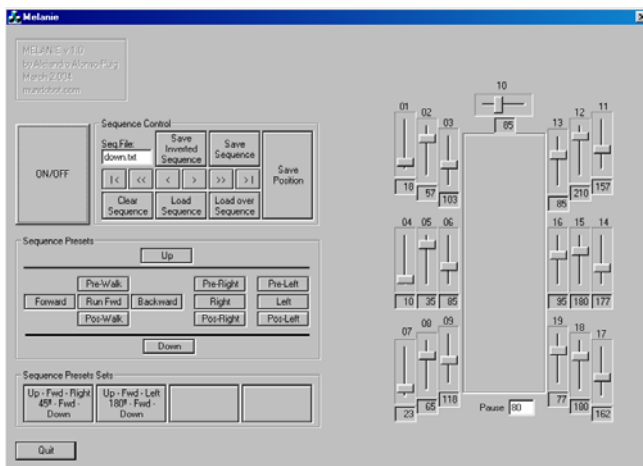 Melanie
MELANIE v 1.0
by Alejandro Alonso Puig
March 2.004
mundobot.com
ON/OFF
Sequence Control
Seq.File:
down.txt
Save
Inverted
Sequence
Save
Sequence
Save
Position
|<
<<
<
>
>>
>|
Clear
Sequence
Load
Sequence
Load over
Sequence
Sequence Presets
Up
Pre-Walk
Pre-Right
Pre-Left
Forward
Run Fwd
Backward
Right
Left
Pos-Walk
Pos-Right
Pos-Left
Down
Sequence Presets Sets
Up - Fwd - Right
45º - Fwd -
Down
Up - Fwd - Left
180º - Fwd -
Down
Quit
10
85
01
18
02
57
03
103
04
10
05
35
06
85
07
23
08
65
09
118
13
85
12
210
11
157
16
95
15
180
14
177
19
77
18
180
17
162
Pause
80